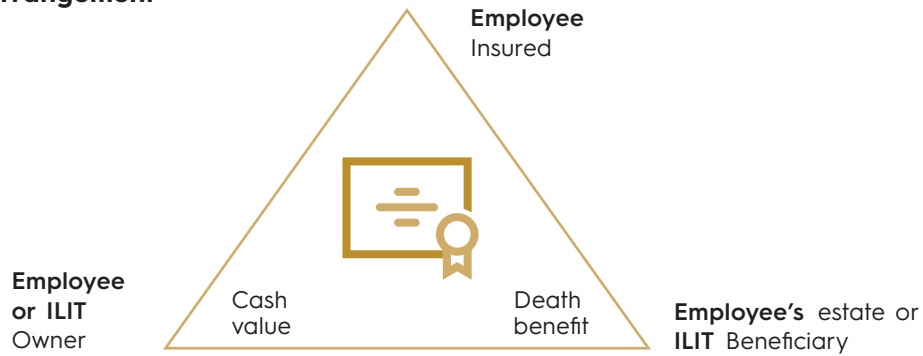 Employee
Insured
Employee
or ILIT
Owner
Cash
value
Death
benefit
Employee's estate or
ILIT Beneficiary